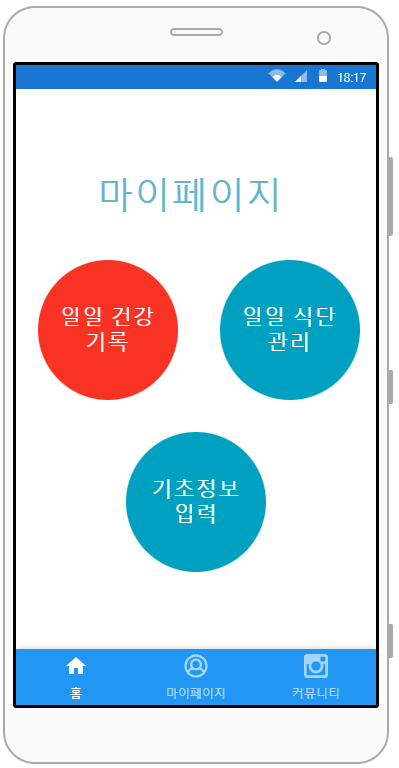 18:17
마이페이지
일일 건강
기록
일일 식단
관리
기초정보
입력
홈
마이페이지
커뮤니티